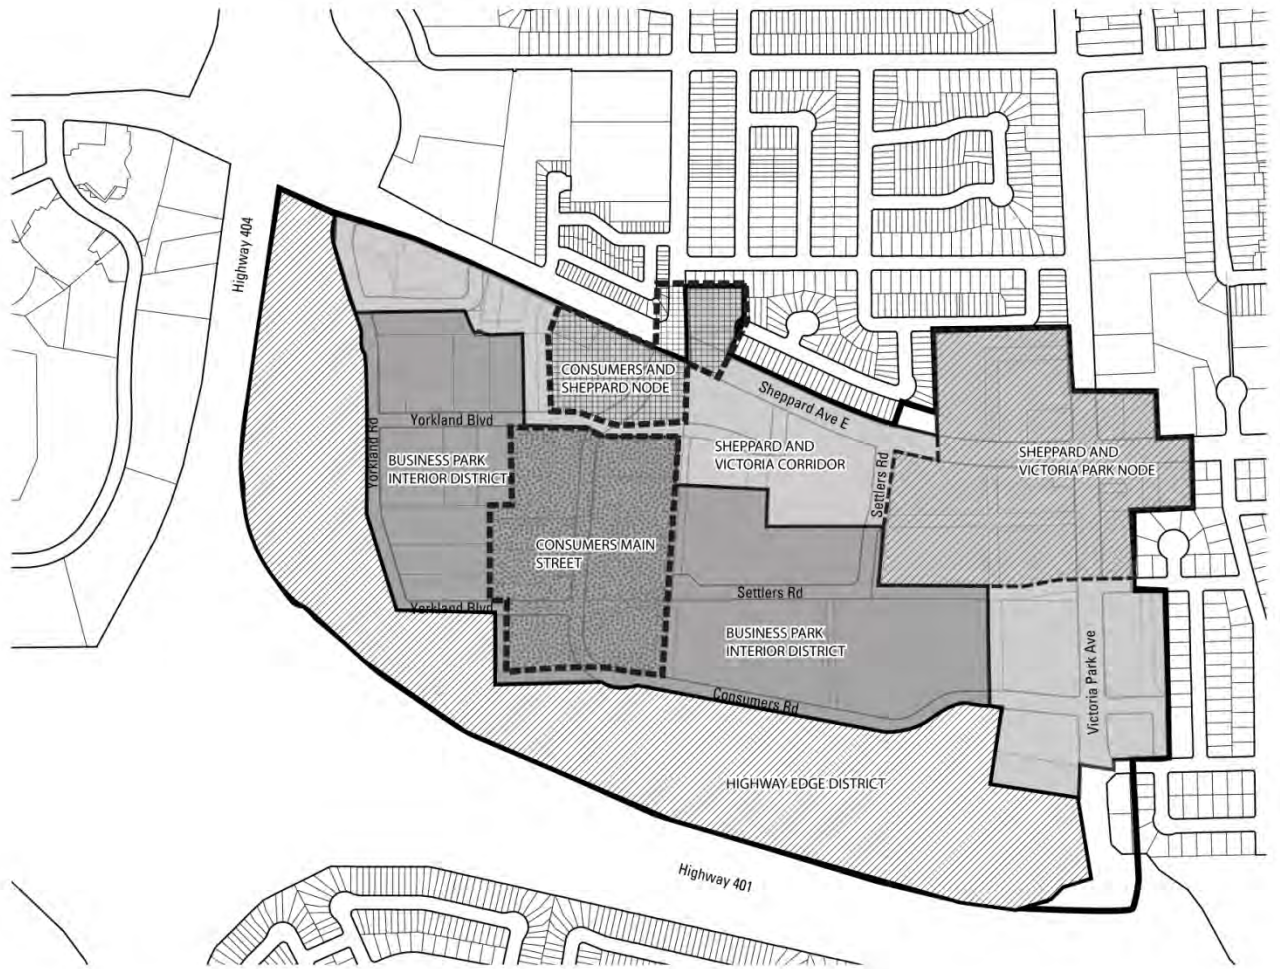 Highway 404
CONSUMERS AND
SHEPPARD NODE
Sheppard Ave E
Yorkland Blvd
Yorkland Rd
BUSINESS PARK
INTERIOR DISTRICT
SHEPPARD AND
VICTORIA CORRIDOR
Settlers Rd
SHEPPARD AND
VICTORIA PARK NODE
CONSUMERS MAIN
STREET
Yorkland Blvd
Settlers Rd
BUSINESS PARK
INTERIOR DISTRICT
Victoria Park Ave
Consumers Rd
HIGHWAY EDGE DISTRICT
Highway 401